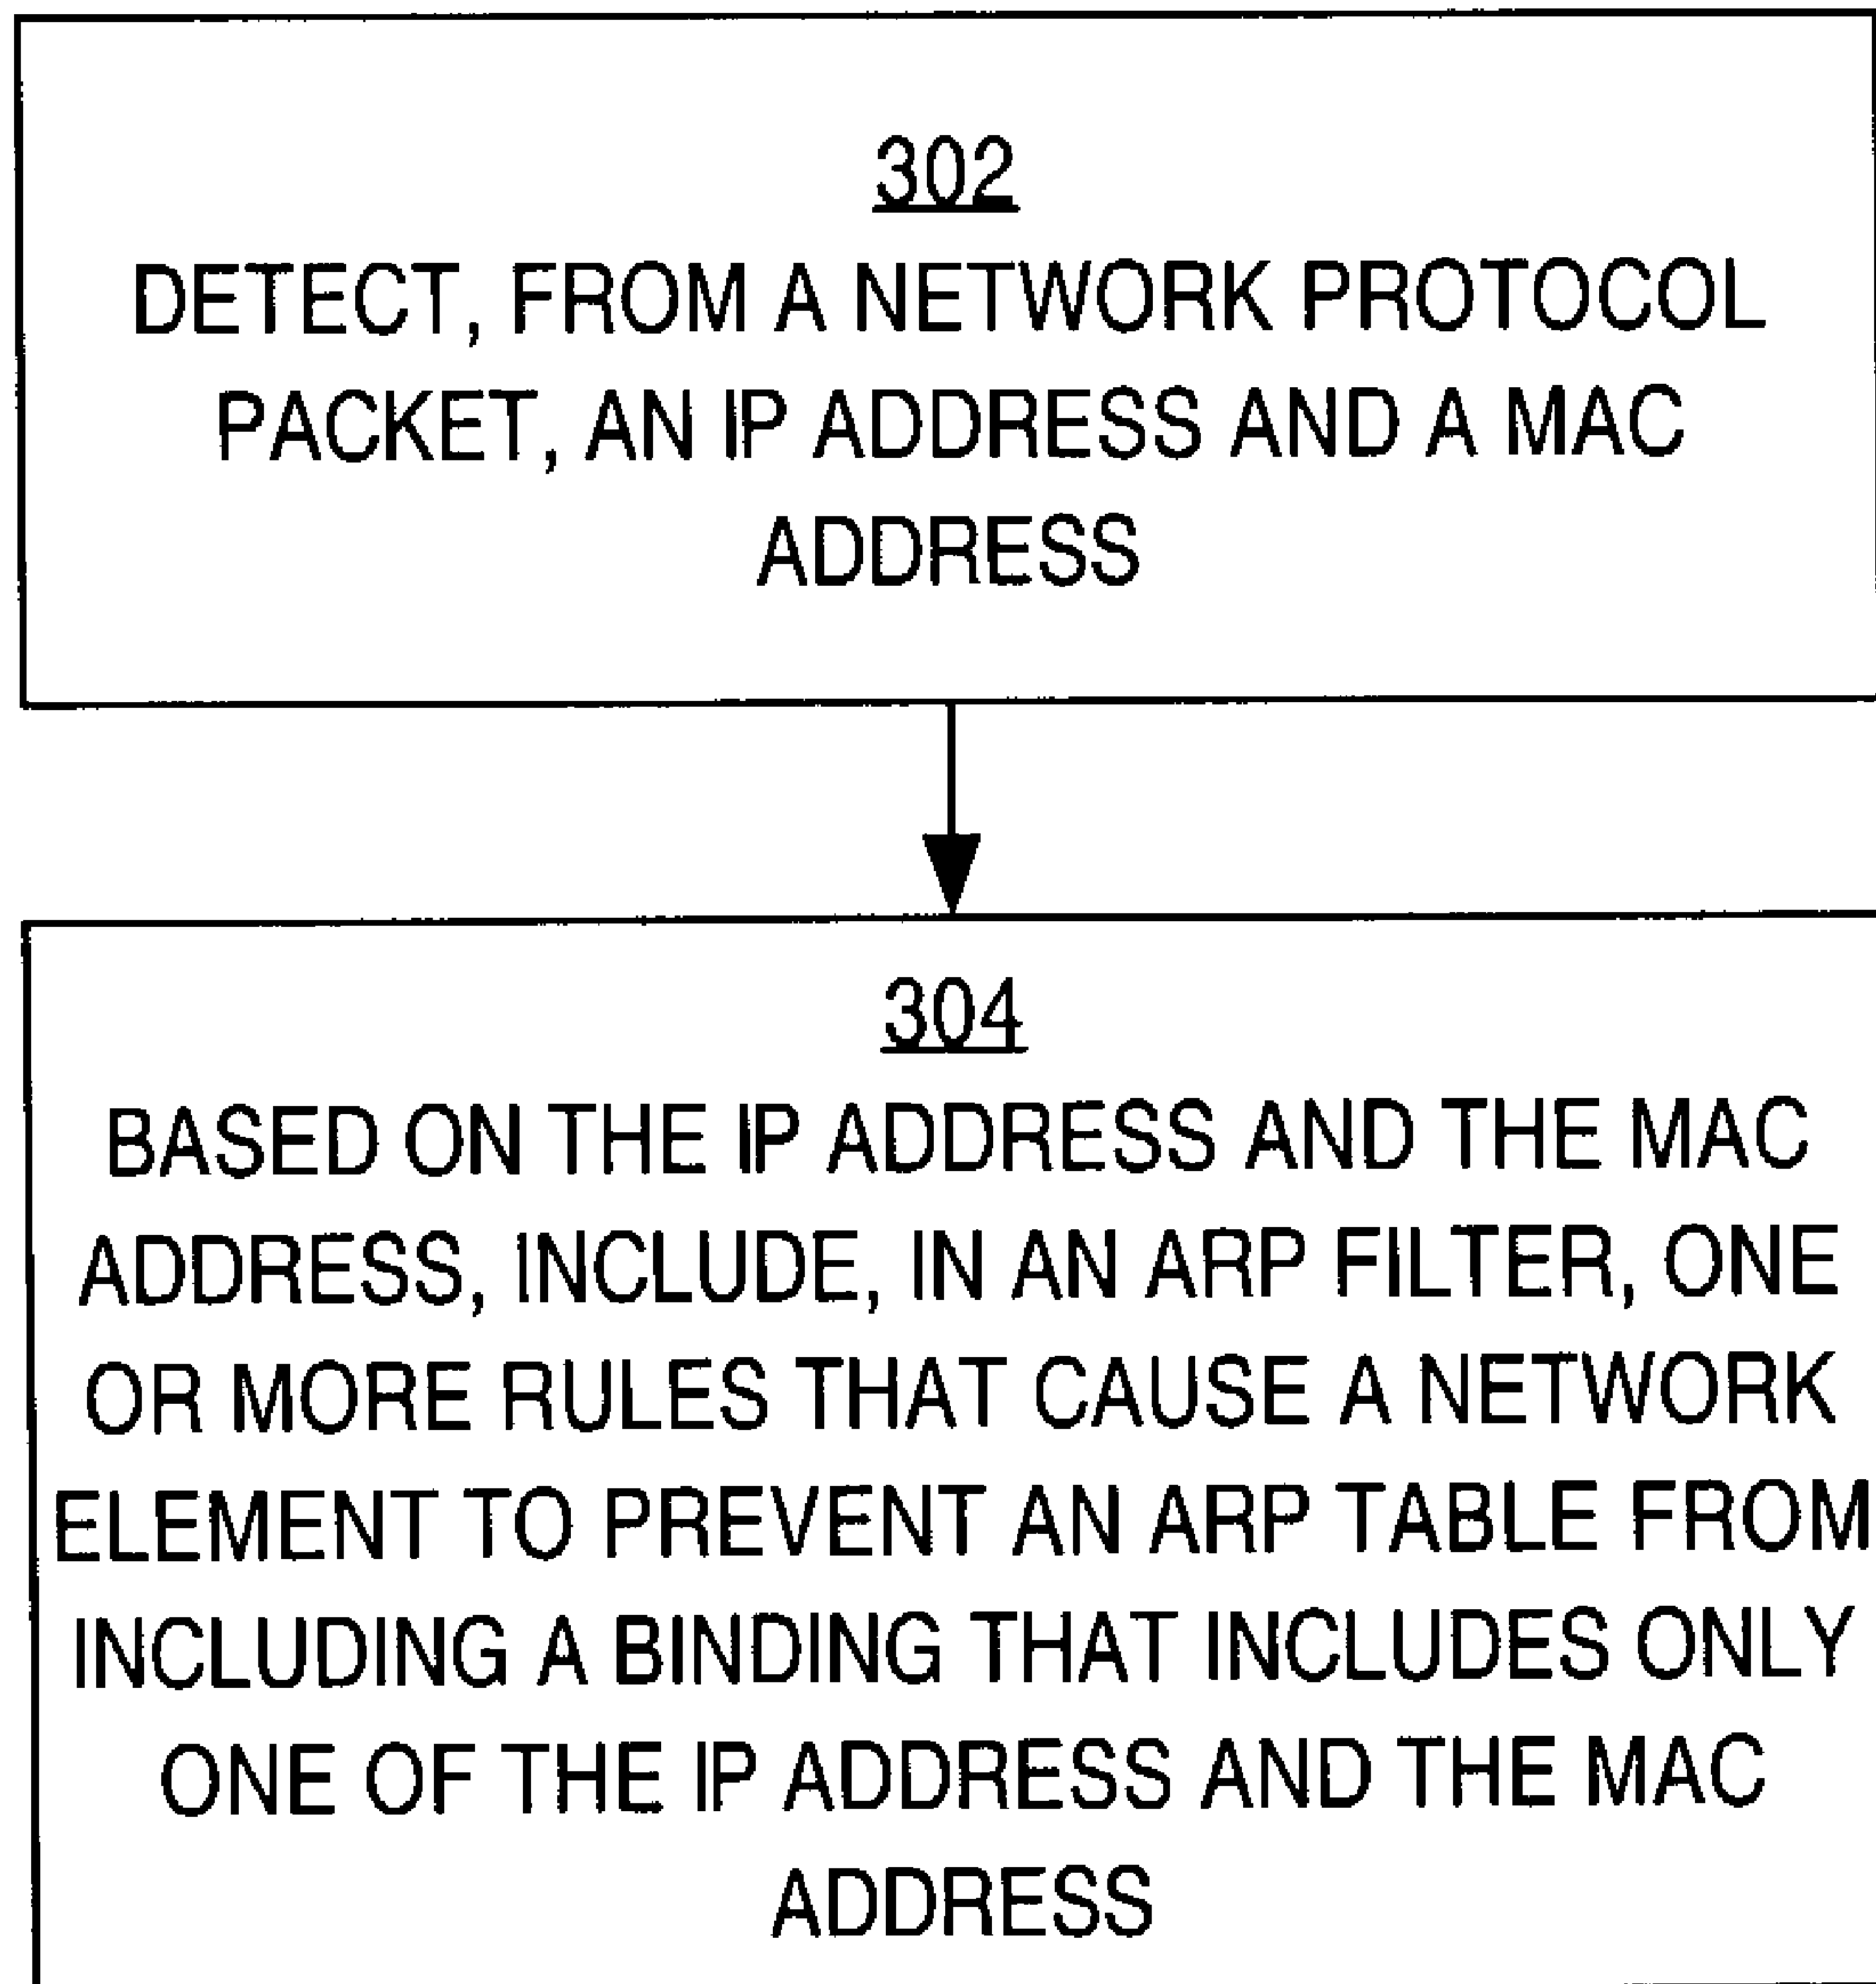 302
DETECT, FROM A NETWORK PROTOCOL
PACKET, AN IP ADDRESS AND A MAC
ADDRESS
304
BASED ON THE IP ADDRESS AND THE MAC
ADDRESS, INCLUDE, IN AN ARP FILTER, ONE
OR MORE RULES THAT CAUSE A NETWORK
ELEMENT TO PREVENT AN ARP TABLE FROM
INCLUDING A BINDING THAT INCLUDES ONLY
ONE OF THE IP ADDRESS AND THE MAC
ADDRESS